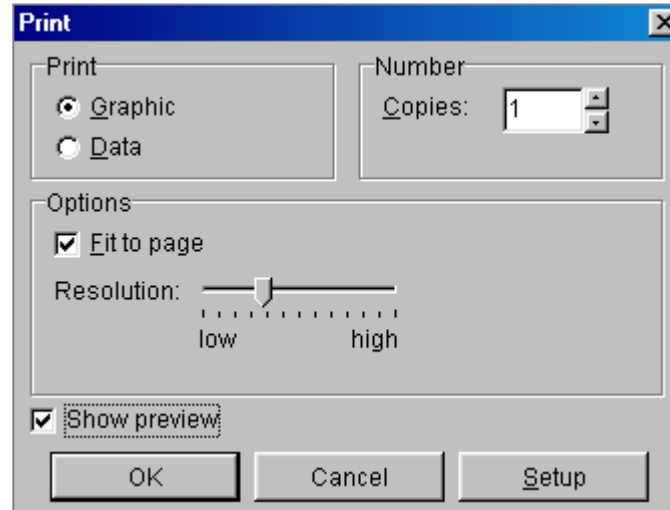 Print
Print
Graphic
Data
Number
Copies: 1
Options
Fit to page
Resolution:
low high
Show preview
OK Cancel Setup